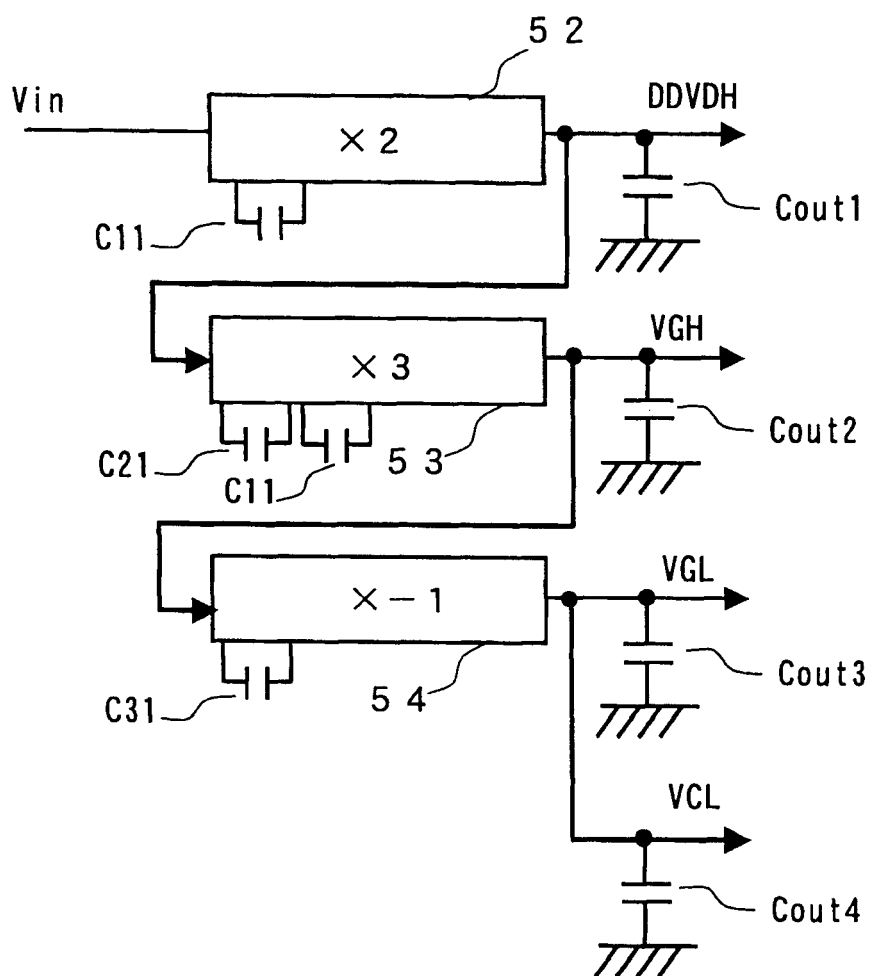 ５２
Vin
DDVDH
×２
Cout1
C11
VGH
×３
Cout2
C21
５３
C11
VGL
×－１
Cout3
C31
５４
VCL
Cout4